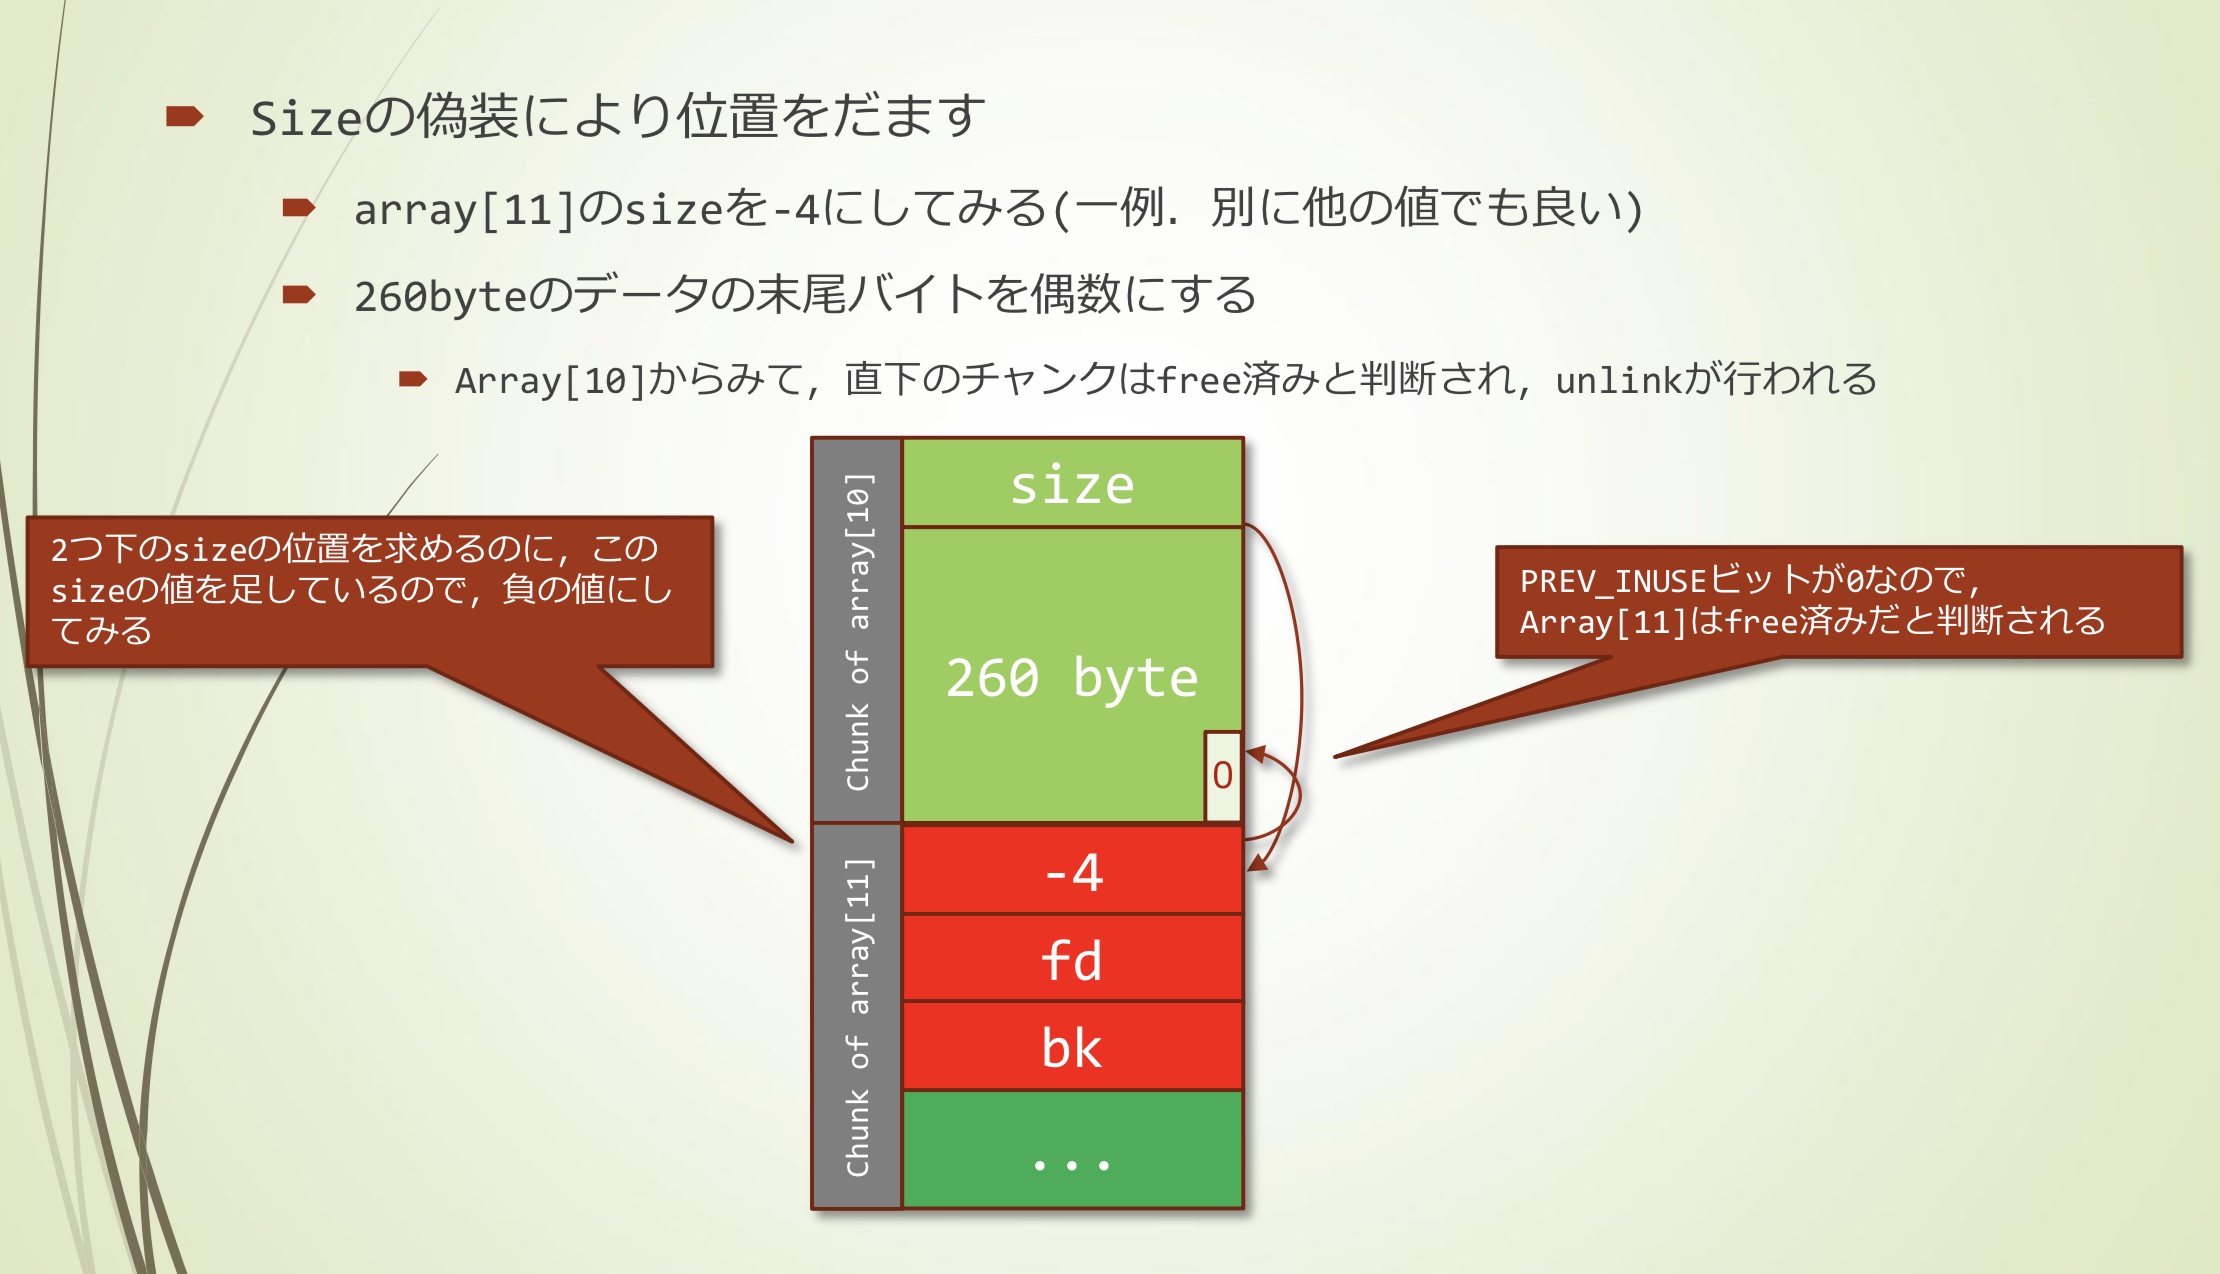 Sizeの偽装により位置をだます
array[11]のsizeを-4にしてみる(一例．別に他の値でも良い)
260byteのデータの末尾バイトを偶数にする
Array[10]からみて，直下のチャンクはfree済みと判断され，unlinkが行われる
2つ下のsizeの位置を求めるのに，この
sizeの値を足しているので，負の値にし
てみる
Chunk of array[10]
size
260 byte
0
PREV_INUSEビットが0なので，
Array[11]はfree済みだと判断される
Chunk of array[11]
-4
fd
bk
...